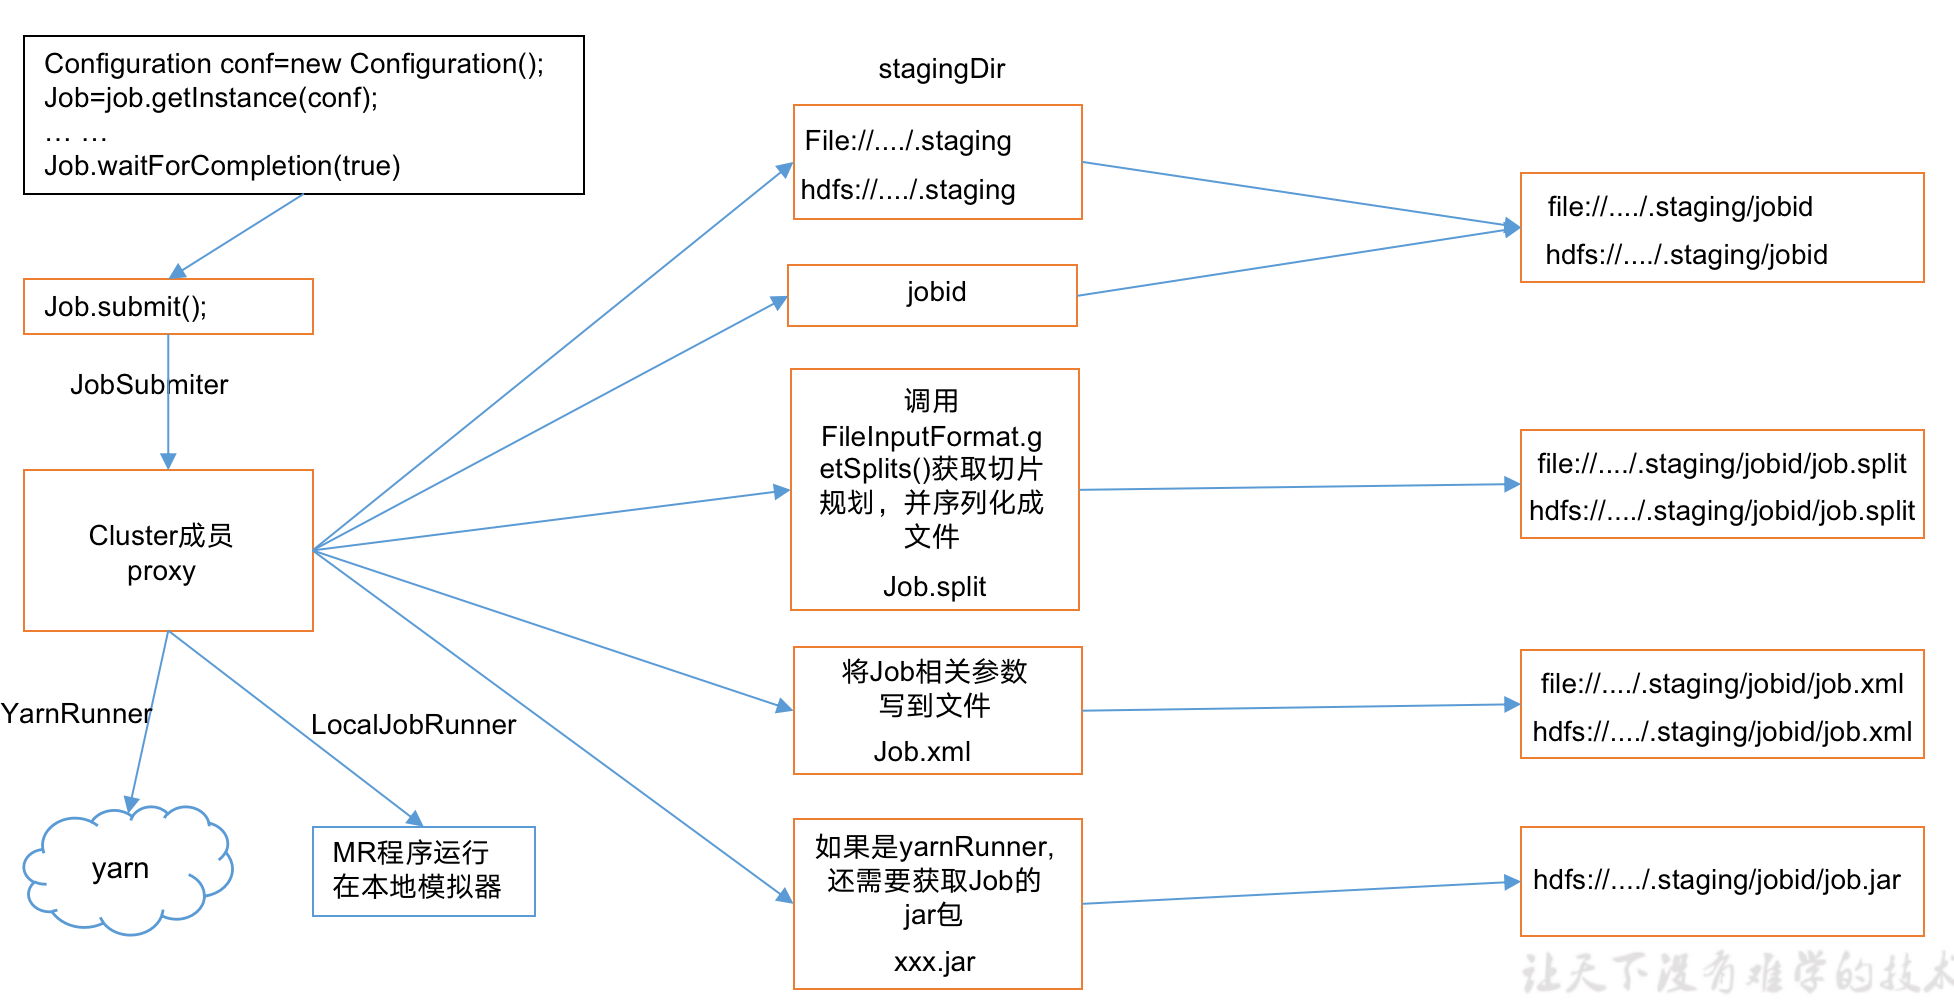 Configuration conf=new Configuration();
Job=job.getInstance(conf);
… …
Job.waitForCompletion(true)
Job.submit();
JobSubmiter
Cluster成员
proxy
YarnRunner
LocalJobRunner
yarn
MR程序运行
在本地模拟器
stagingDir
File://..../.staging
hdfs://..../.staging
jobid
调用
FileInputFormat.g
etSplits()获取切片
规划，并序列化成
文件
Job.split
将Job相关参数
写到文件
Job.xml
如果是yarnRunner,
还需要获取Job的
jar包
xxx.jar
file://..../.staging/jobid
hdfs://..../.staging/jobid
file://..../.staging/jobid/job.split
hdfs://..../.staging/jobid/job.split
file://..../.staging/jobid/job.xml
hdfs://..../.staging/jobid/job.xml
hdfs://..../.staging/jobid/job.jar
让天下没有难学的技术